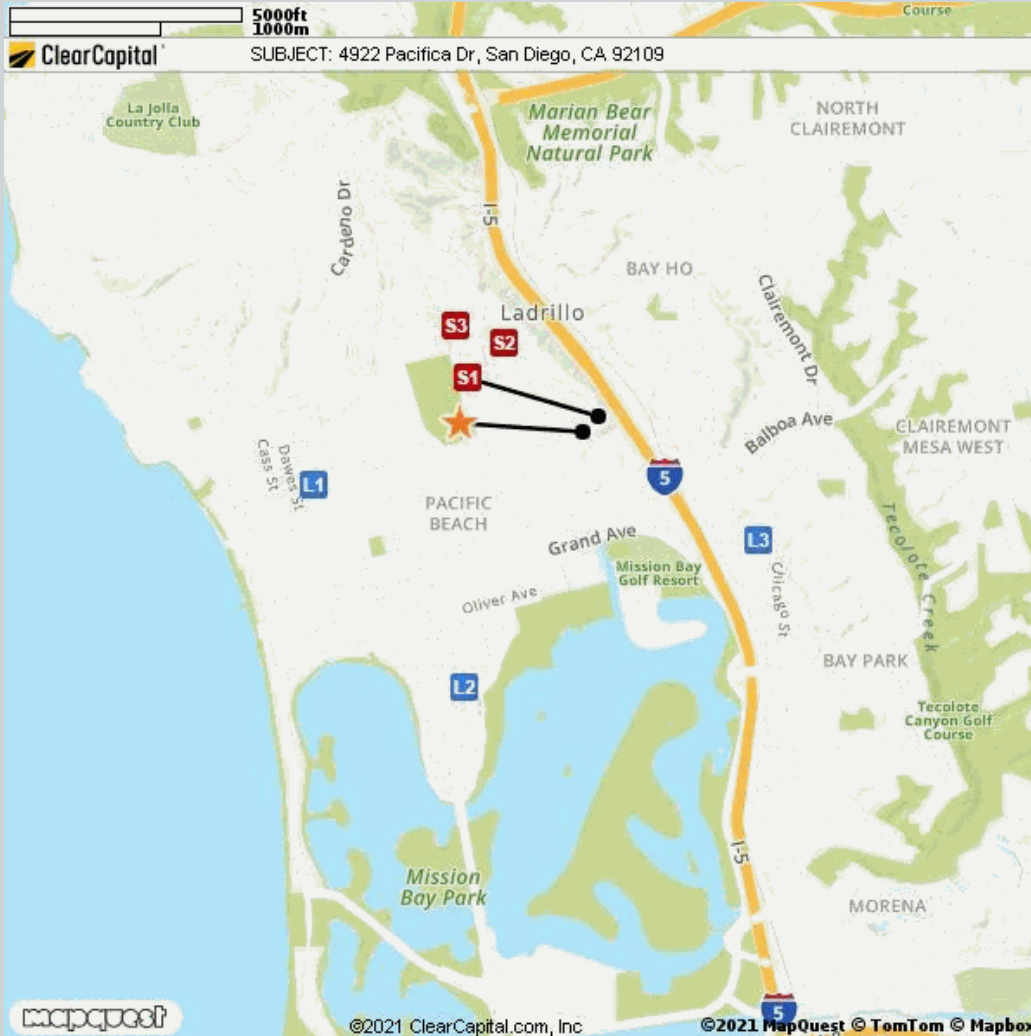 5000ft
1000m
Course
ClearCapital
SUBJECT: 4922 Pacifica Dr, San Diego, CA 92109
La Jolla
Country Club
Marian Bear
Memorial
Natural Park
NORTH
CLAIREMONT
Cardeno Dr
I-5
BAY HO
Ladrillo
Clairemont Dr
S3
S2
S1
Balboa Ave
CLAIREMONT
MESA WEST
Cass St
Dawes St
L1
5
PACIFIC
BEACH
Grand Ave
L3
Mission Bay
Golf Resort
Chicago St
Tecolote Creek
Oliver Ave
BAY PARK
L2
Tecolote
Canyon Golf
Course
I-5
Mission
Bay Park
MORENA
5
mapquest
©2021 ClearCapital.com, Inc
©2021 MapQuest © TomTom © Mapbox